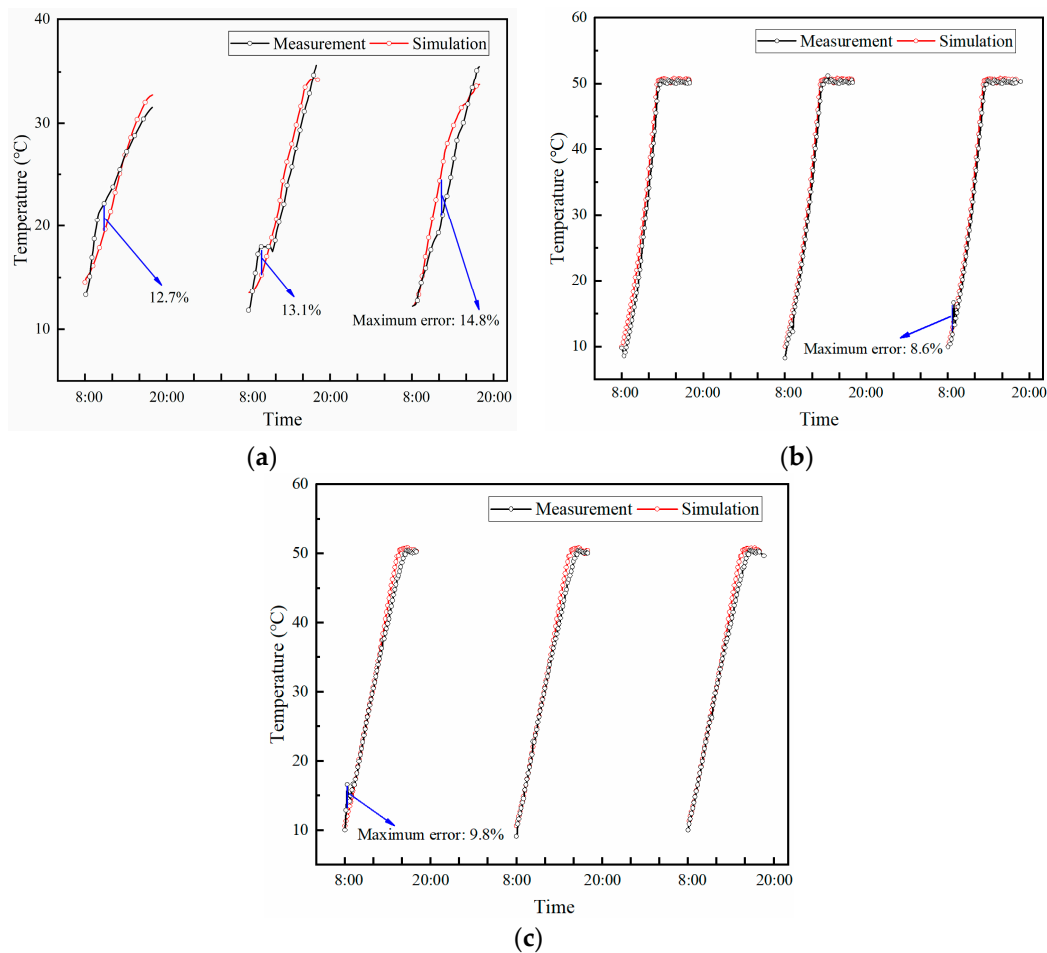 40
30
20
10
Temperature (°C)
Measurement
Simulation
12.7%
13.1%
Maximum error: 14.8%
8:00 20:00 8:00 20:00 8:00 20:00
Time
(a)
60
50
40
30
20
10
Temperature (°C)
Measurement
Simulation
Maximum error: 8.6%
8:00 20:00 8:00 20:00 8:00 20:00
Time
(b)
60
50
40
30
20
10
Temperature (°C)
Measurement
Simulation
Maximum error: 9.8%
8:00 20:00 8:00 20:00 8:00 20:00
Time
(c)